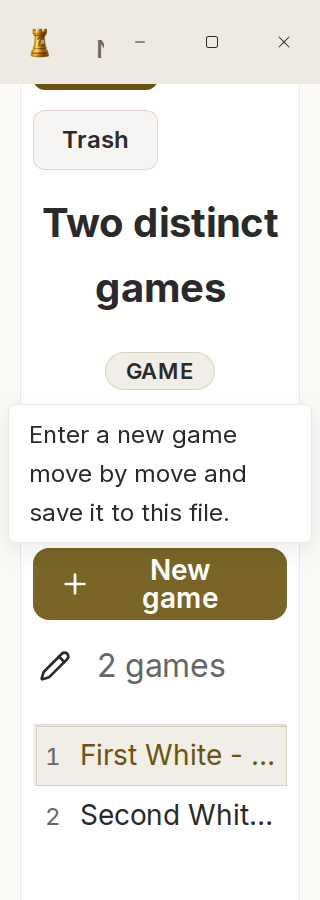 Trash
Two distinct
games
GAME
Enter a new game
move by move and
save it to this file.
New
game
2 games
1 First White - ...
2 Second Whit...